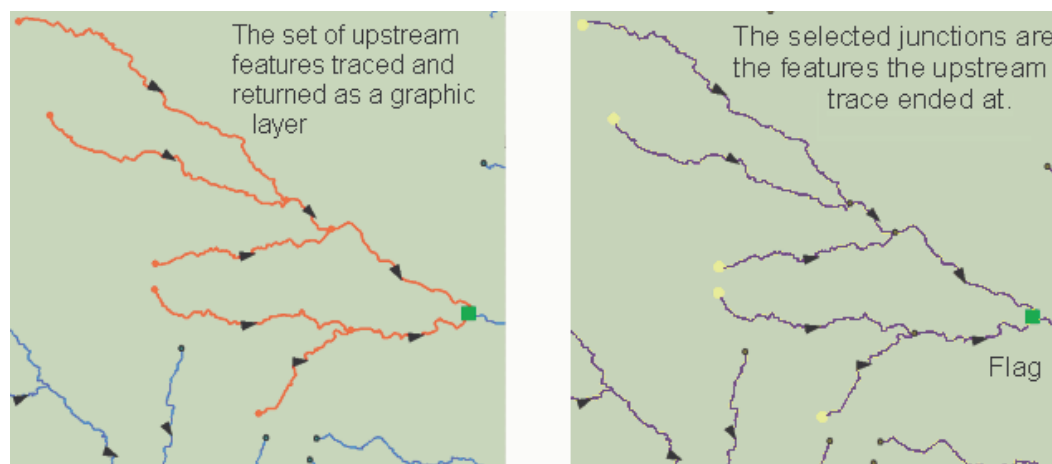 The set of upstream
features traced and
returned as a graphic
layer
The selected junctions are
the features the upstream
trace ended at.
Flag